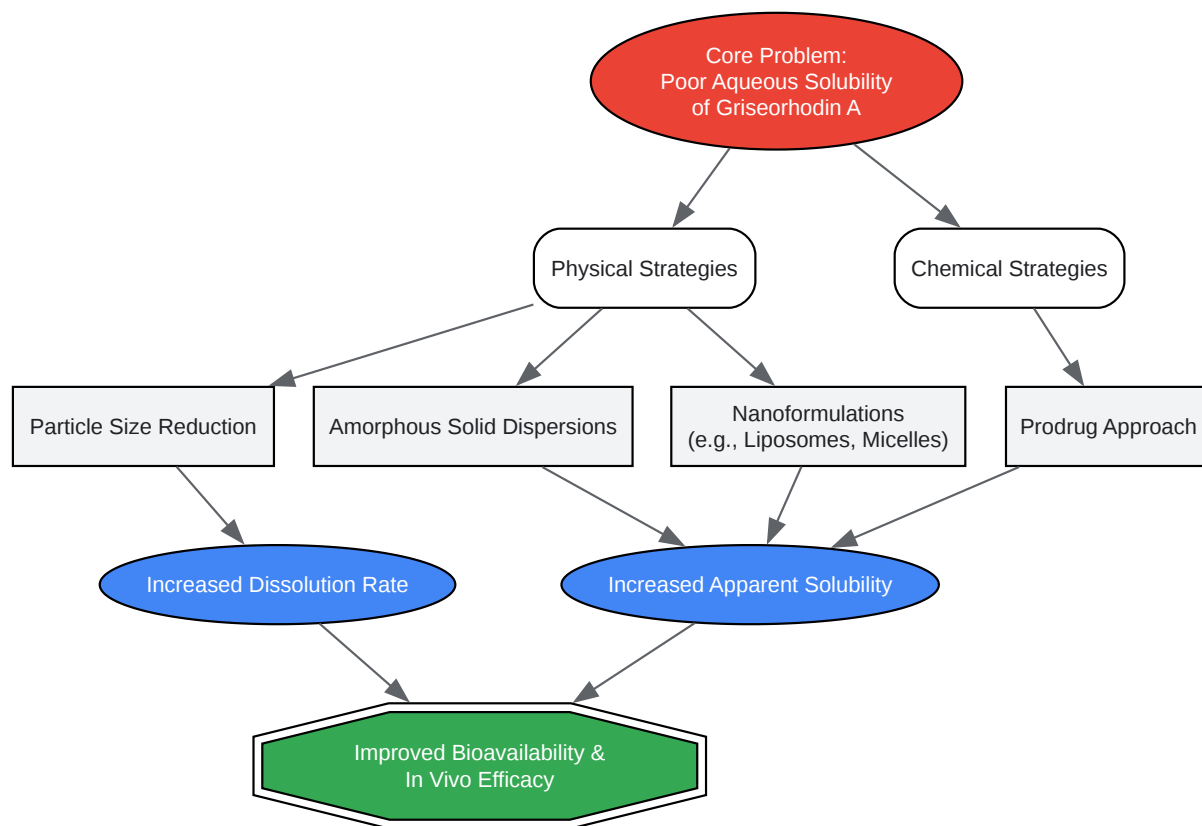 Core Problem:
Poor Aqueous Solubility
of Griseorhodin A
Physical Strategies
Chemical Strategies
Particle Size Reduction
Amorphous Solid Dispersions
Nanoformulations
(e.g., Liposomes, Micelles)
Prodrug Approach
Increased Dissolution Rate
Increased Apparent Solubility
Improved Bioavailability &
In Vivo Efficacy